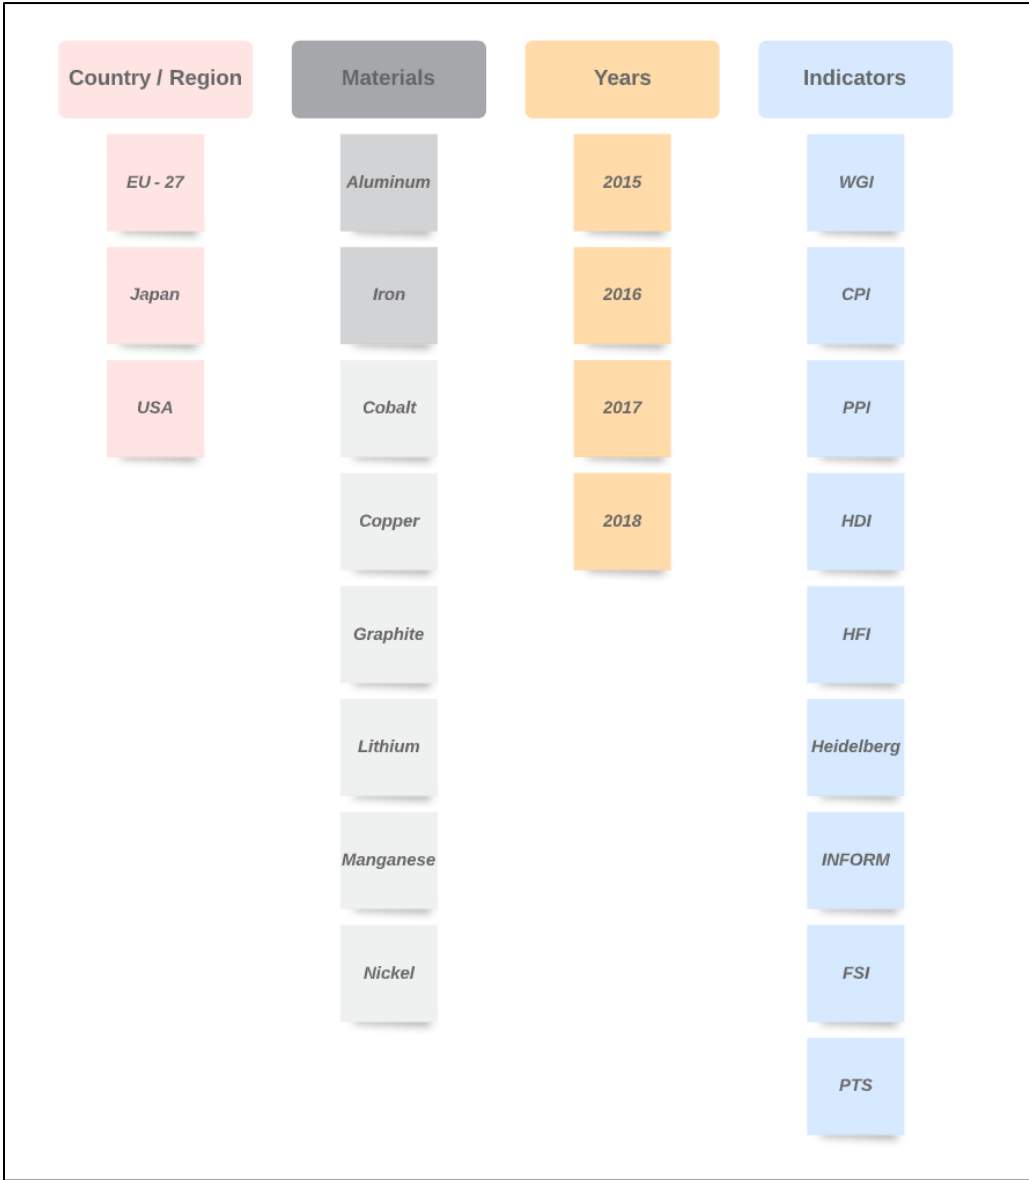 Country / Region
Materials
Years
Indicators
EU - 27
Aluminum
2015
WGI
Japan
Iron
2016
CPI
USA
Cobalt
2017
PPI
Copper
2018
HDI
Graphite
HFI
Lithium
Heidelberg
Manganese
INFORM
Nickel
FSI
PTS